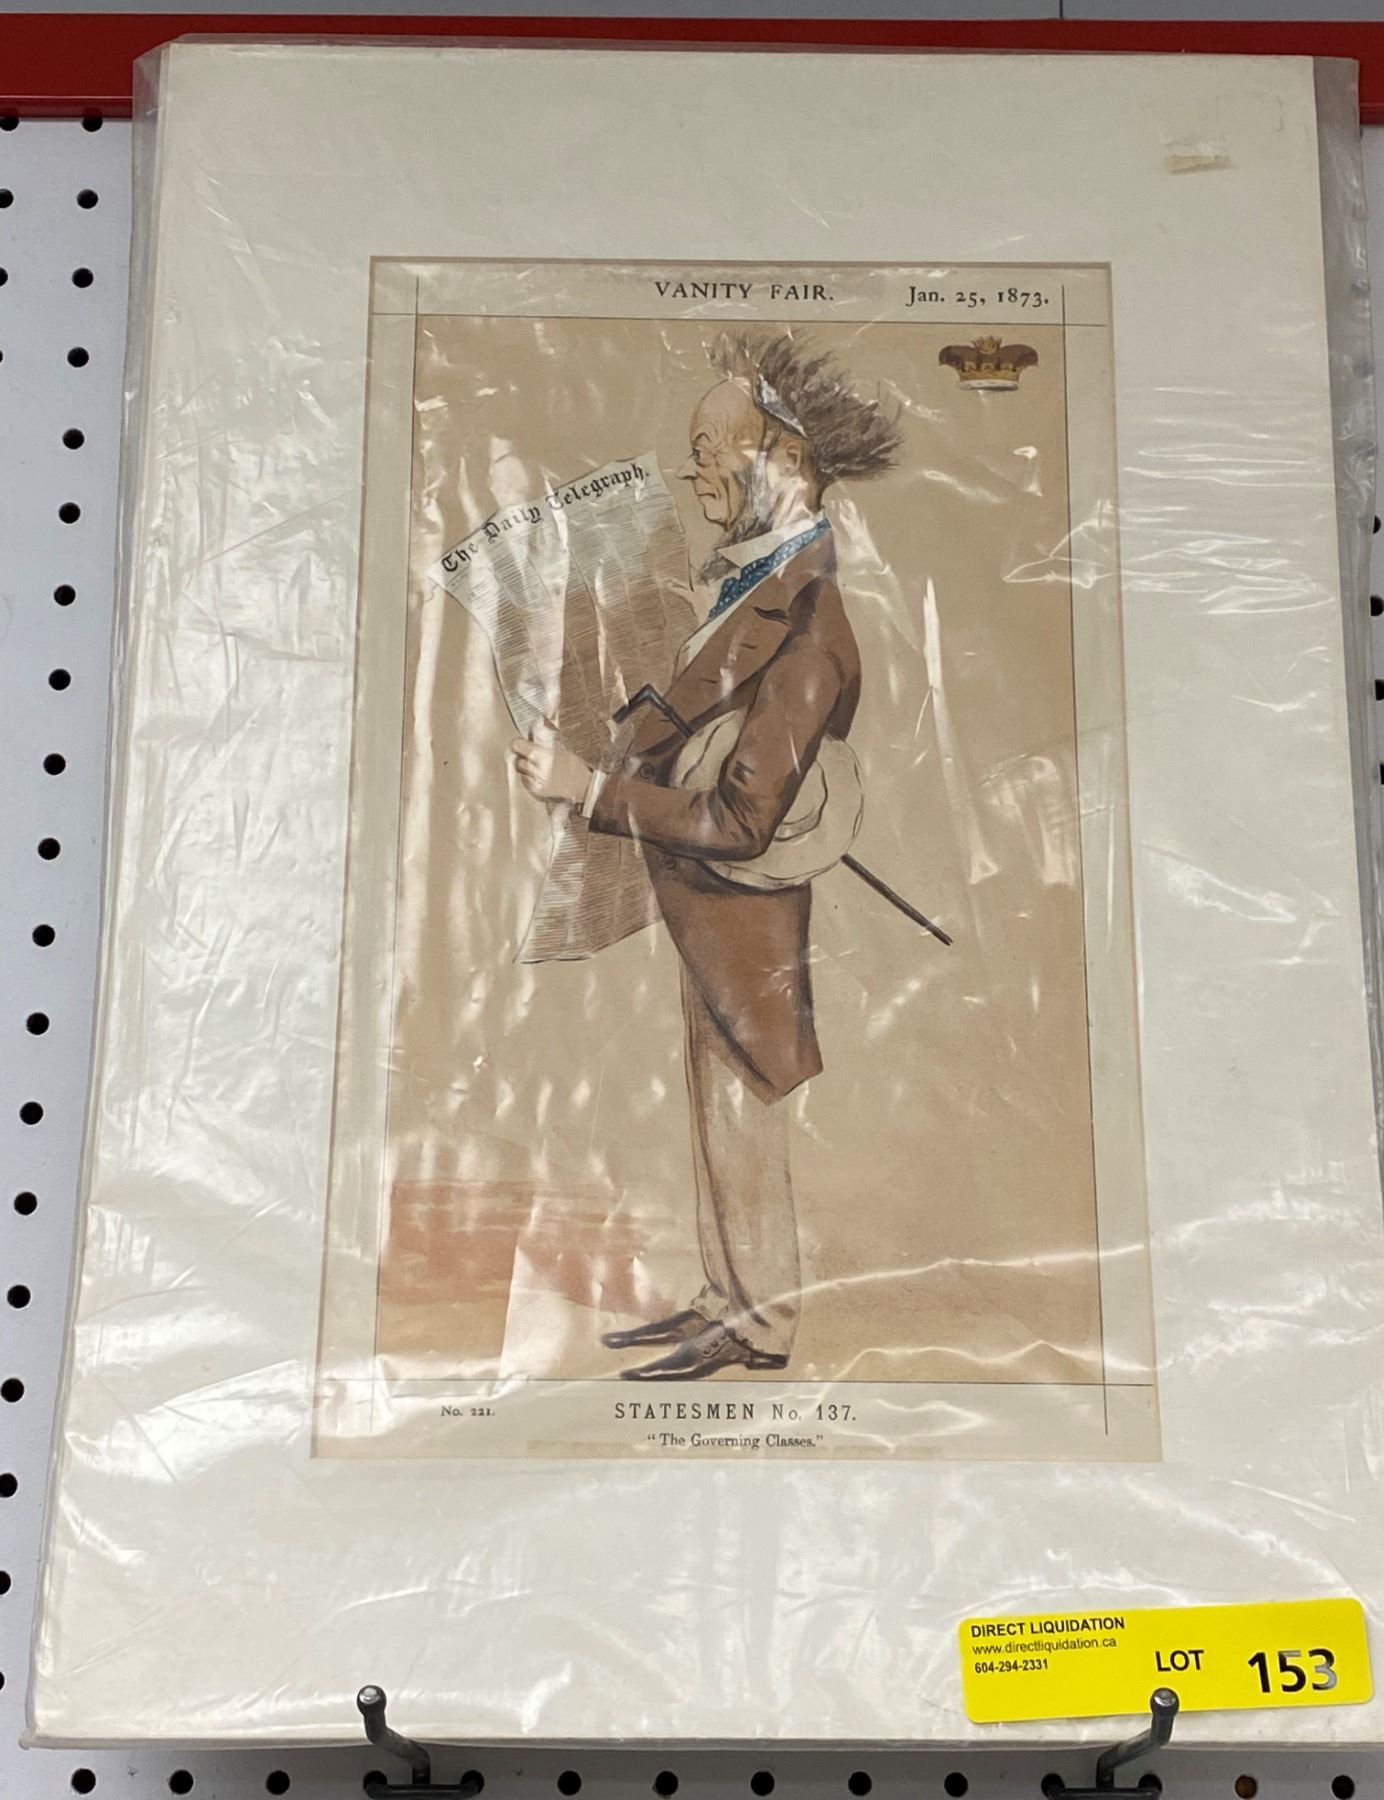 VANITY FAIR. Jan. 25, 1873.
The Daily Telegraph.
No. 221. STATESMEN No. 137.
"The Governing Classes."
DIRECT LIQUIDATION
www.directliquidation.ca
604-294-2331
LOT 153